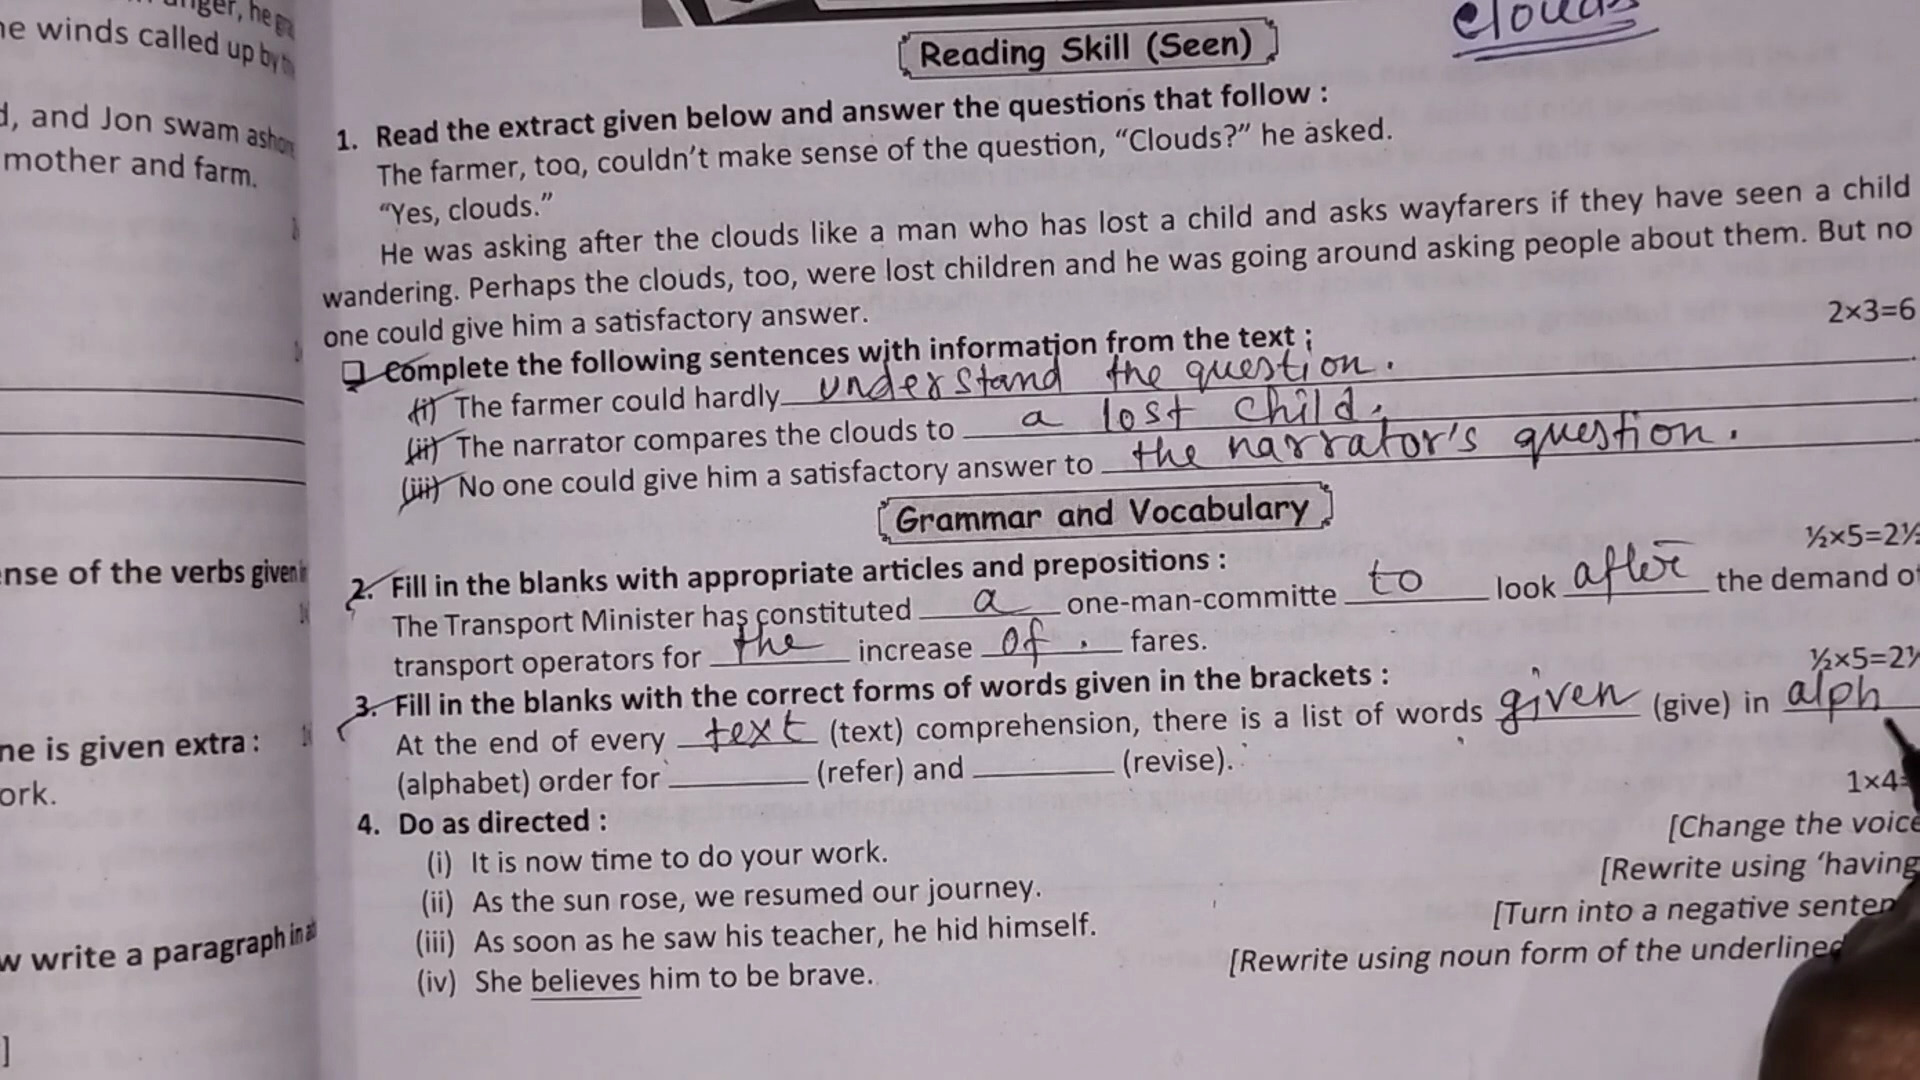 he
e winds called up by
d, and Jon swam
mother and farm.
nse of the verbs given
ne is given extra :
ork.
w write a paragraph in
]
clouds
Reading Skill (Seen)
1. Read the extract given below and answer the questions that follow :
The farmer, too, couldn't make sense of the question, "Clouds?" he asked.
"Yes, clouds."
He was asking after the clouds like a man who has lost a child and asks wayfarers if they have seen a child
wandering. Perhaps the clouds, too, were lost children and he was going around asking people about them. But no
one could give him a satisfactory answer.
❑ Complete the following sentences with information from the text : 2×3=6
(i) The farmer could hardly understand the question.
(ii) The narrator compares the clouds to a lost child.
(iii) No one could give him a satisfactory answer to the narrator's question.
Grammar and Vocabulary
2. Fill in the blanks with appropriate articles and prepositions : ½×5=2½
The Transport Minister has constituted a one-man-committe to look after the demand of
transport operators for the increase of fares.
3. Fill in the blanks with the correct forms of words given in the brackets : ½×5=2½
At the end of every text (text) comprehension, there is a list of words given (give) in alph
(alphabet) order for ______ (refer) and ______ (revise).
4. Do as directed : 1×4=
(i) It is now time to do your work. [Change the voice
(ii) As the sun rose, we resumed our journey. [Rewrite using 'having
(iii) As soon as he saw his teacher, he hid himself. [Turn into a negative senten
(iv) She believes him to be brave. [Rewrite using noun form of the underlined